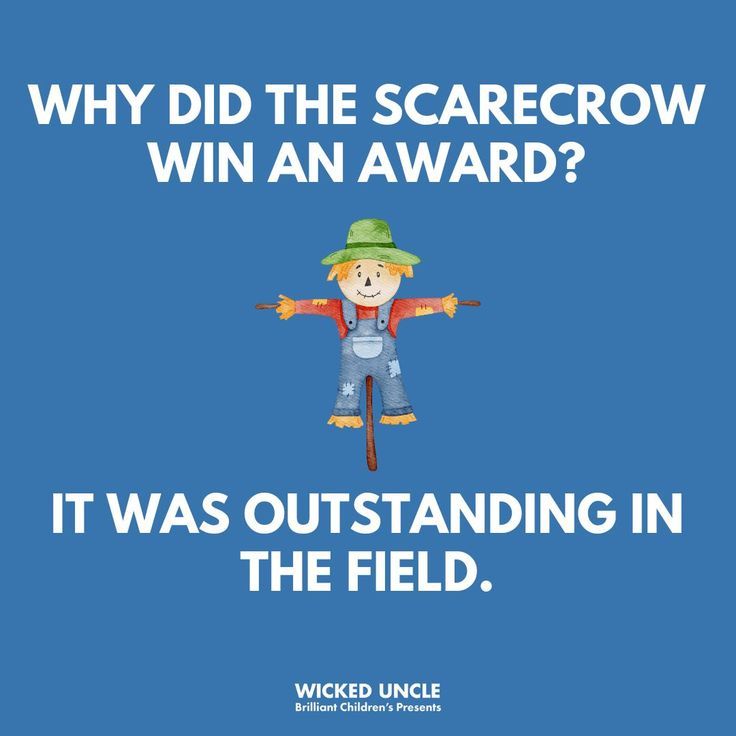 WHY DID THE SCARECROW
WIN AN AWARD?
IT WAS OUTSTANDING IN
THE FIELD.
WICKED UNCLE
Brilliant Children's Presents